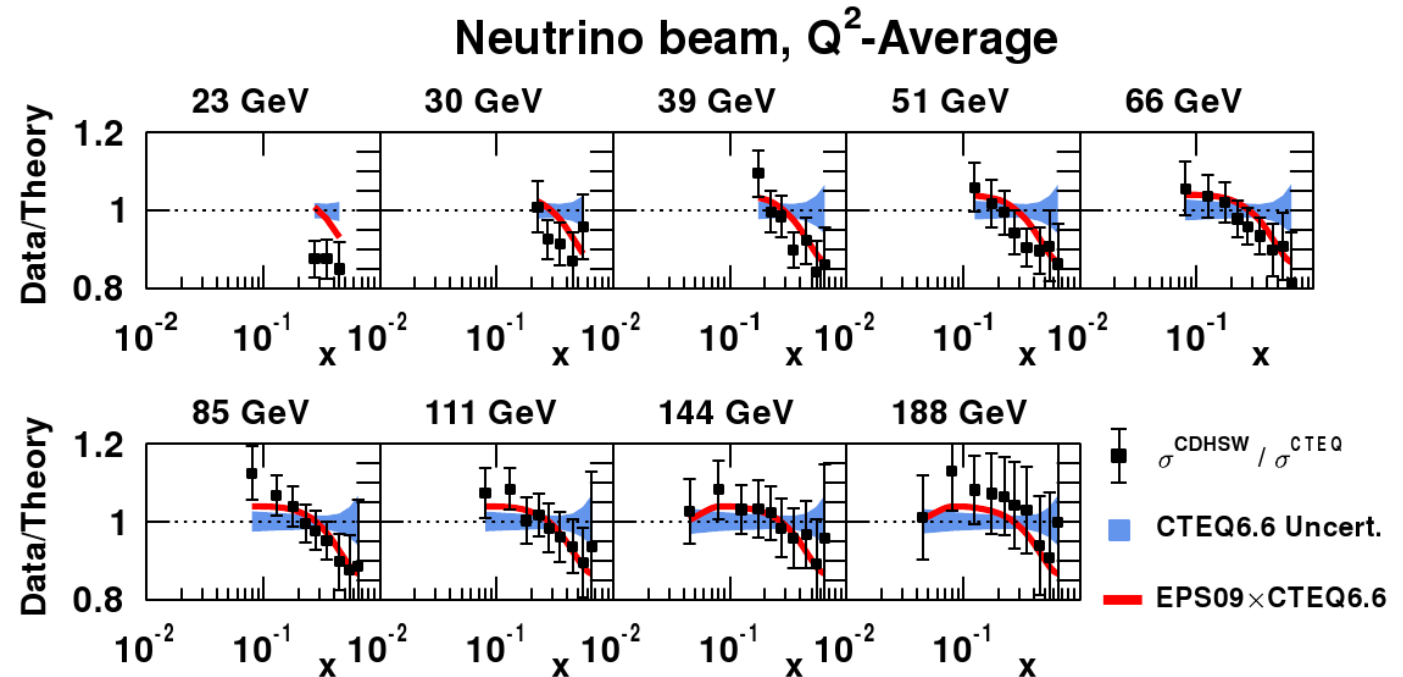 Neutrino beam, Q²-Average
23 GeV 30 GeV 39 GeV 51 GeV 66 GeV
Data/Theory
1.2
1
0.8
10⁻² 10⁻¹ x 10⁻² 10⁻¹ x 10⁻² 10⁻¹ x 10⁻² 10⁻¹ x 10⁻² 10⁻¹ x
85 GeV 111 GeV 144 GeV 188 GeV
Data/Theory
1.2
1
0.8
10⁻² 10⁻¹ x 10⁻² 10⁻¹ x 10⁻² 10⁻¹ x 10⁻² 10⁻¹ x
σ^CDHSW / σ^CTEQ
CTEQ6.6 Uncert.
EPS09×CTEQ6.6